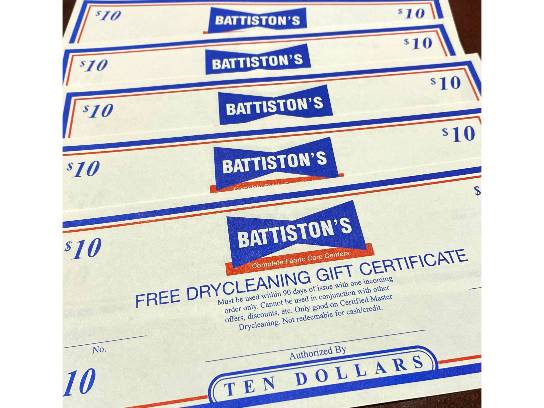 $10 BATTISTON'S $10
$10 BATTISTON'S $10
$10 BATTISTON'S $10
$10 BATTISTON'S $10
$10 BATTISTON'S $
Complete Fabric Care Centers
FREE DRYCLEANING GIFT CERTIFICATE
Must be used within 90 days of issue with one incoming
order only. Cannot be used in conjunction with other
offers, discounts, etc. Only good on Certified Master
Drycleaning. Not redeemable for cash/credit.
No.
Authorized By
10 TEN DOLLARS